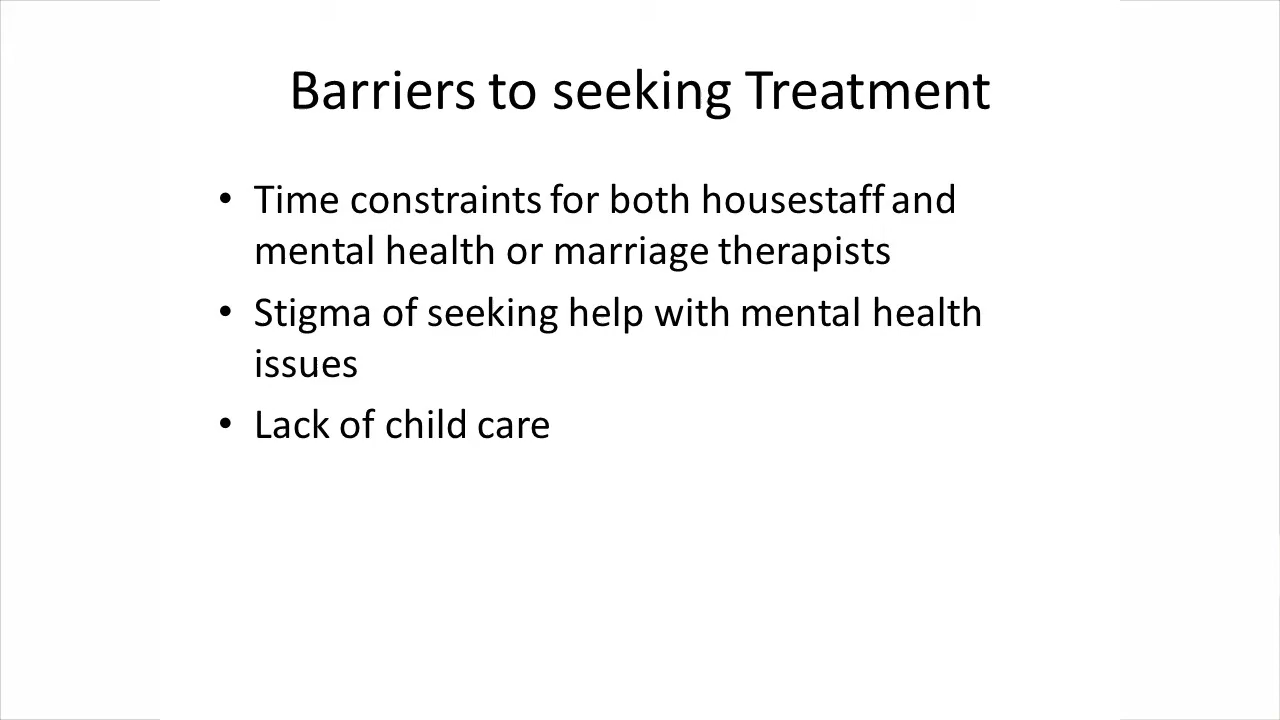 Barriers to seeking Treatment
• Time constraints for both housestaff and
mental health or marriage therapists
• Stigma of seeking help with mental health
issues
• Lack of child care